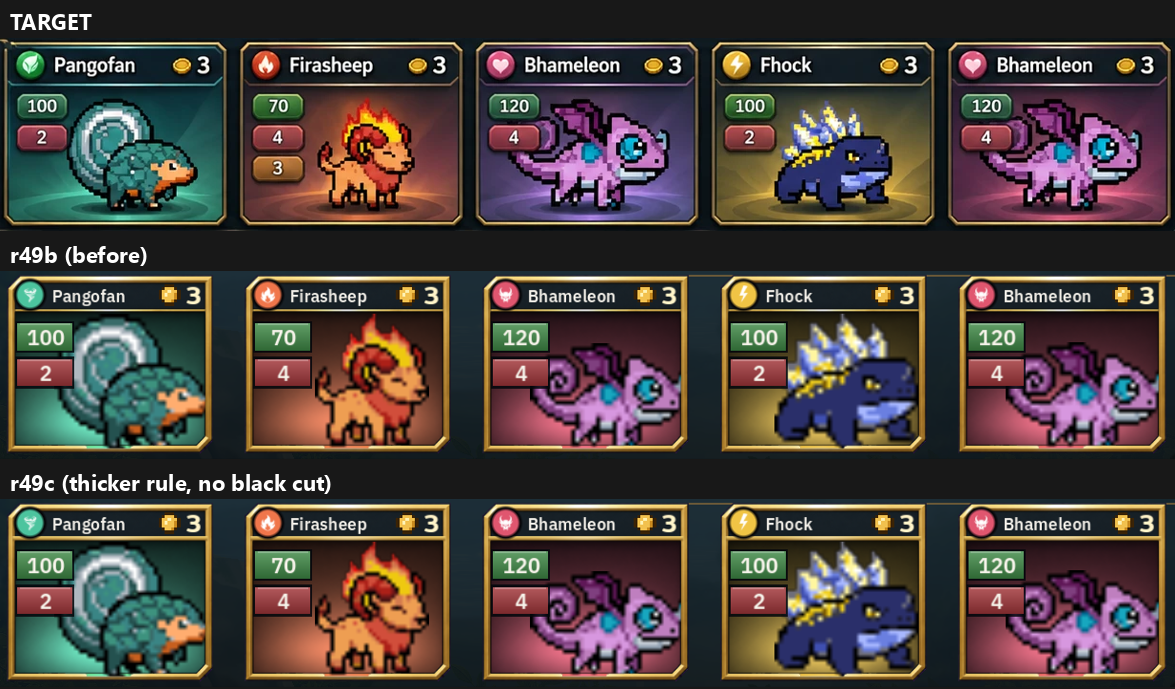 TARGET
Pangofan 3 Firasheep 3 Bhameleon 3 Fhock 3 Bhameleon 3
100 70 120 100 120
2 4 4 2 4
3
r49b (before)
Pangofan 3 Firasheep 3 Bhameleon 3 Fhock 3 Bhameleon 3
100 70 120 100 120
2 4 4 2 4
r49c (thicker rule, no black cut)
Pangofan 3 Firasheep 3 Bhameleon 3 Fhock 3 Bhameleon 3
100 70 120 100 120
2 4 4 2 4